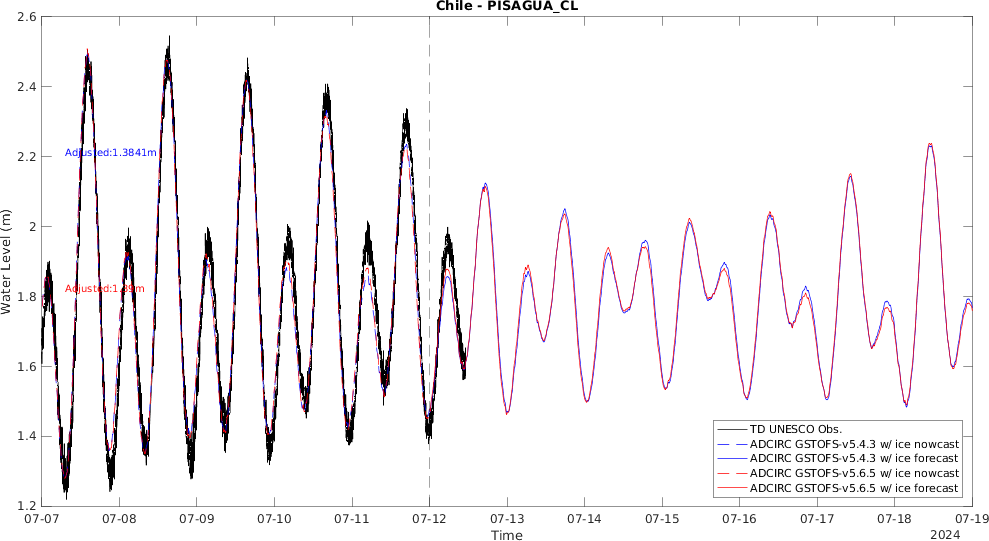 Chile - PISAGUA_CL
2.6
2.4
2.2
2
1.8
1.6
1.4
1.2
Water Level (m)
Adjusted:1.3841m
Adjusted:1.39m
TD UNESCO Obs.
ADCIRC GSTOFS-v5.4.3 w/ ice nowcast
ADCIRC GSTOFS-v5.4.3 w/ ice forecast
ADCIRC GSTOFS-v5.6.5 w/ ice nowcast
ADCIRC GSTOFS-v5.6.5 w/ ice forecast
07-07 07-08 07-09 07-10 07-11 07-12 07-13 07-14 07-15 07-16 07-17 07-18 07-19
Time
2024